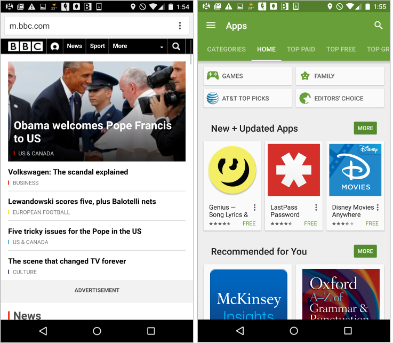 1:54
m.bbc.com
BBC
News
Sport
More
Obama welcomes Pope Francis
to US
US & CANADA
Volkswagen: The scandal explained
BUSINESS
Lewandowski scores five, plus Balotelli nets
EUROPEAN FOOTBALL
Five tricky issues for the Pope in the US
US & CANADA
The scene that changed TV forever
CULTURE
ADVERTISEMENT
News
1:55
Apps
CATEGORIES
HOME
TOP PAID
TOP FREE
TOP GR
GAMES
FAMILY
AT&T TOP PICKS
EDITORS' CHOICE
New + Updated Apps
MORE
Genius —
Song Lyrics &
FREE
LastPass
Password
FREE
Disney
MOVIES
Disney Movies
Anywhere
FREE
Recommended for You
MORE
McKinsey
Insights
Oxford
A-Z of
Grammar &
Punctuation